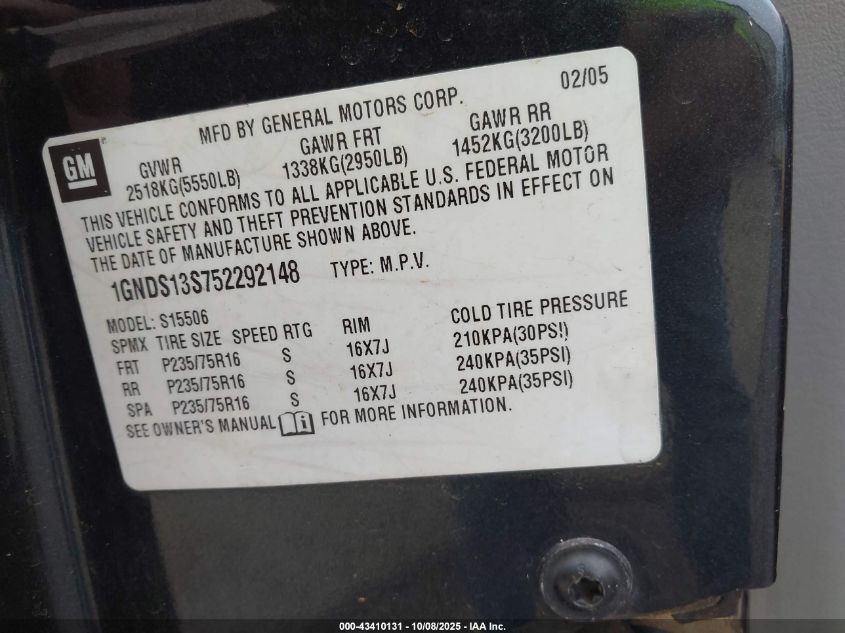 GM
MFD BY GENERAL MOTORS CORP. 02/05
GVWR GAWR FRT GAWR RR
2518KG(5550LB) 1338KG(2950LB) 1452KG(3200LB)
THIS VEHICLE CONFORMS TO ALL APPLICABLE U.S. FEDERAL MOTOR
VEHICLE SAFETY AND THEFT PREVENTION STANDARDS IN EFFECT ON
THE DATE OF MANUFACTURE SHOWN ABOVE.
1GNDS13S752292148 TYPE: M.P.V.
MODEL: S15506
SPMX TIRE SIZE SPEED RTG RIM COLD TIRE PRESSURE
FRT P235/75R16 S 16X7J 210KPA(30PSI)
RR P235/75R16 S 16X7J 240KPA(35PSI)
SPA P235/75R16 S 16X7J 240KPA(35PSI)
SEE OWNER'S MANUAL i FOR MORE INFORMATION.
000-43410131 - 10/08/2025 - IAA Inc.